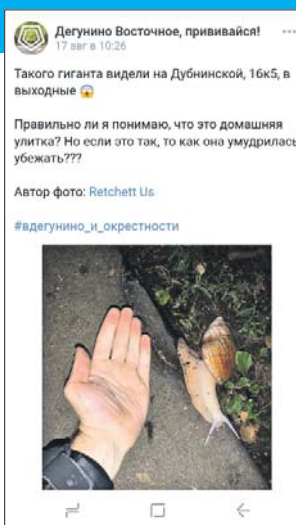 Дегунино Восточное, прививайся!
17 авг в 10:26
Такого гиганта видели на Дубнинской, 16к5, в
выходные 😱
Правильно ли я понимаю, что это домашняя
улитка? Но если это так, то как она умудрилась
убежать???
Автор фото: Retchett Us
#вдегунино_и_окрестности